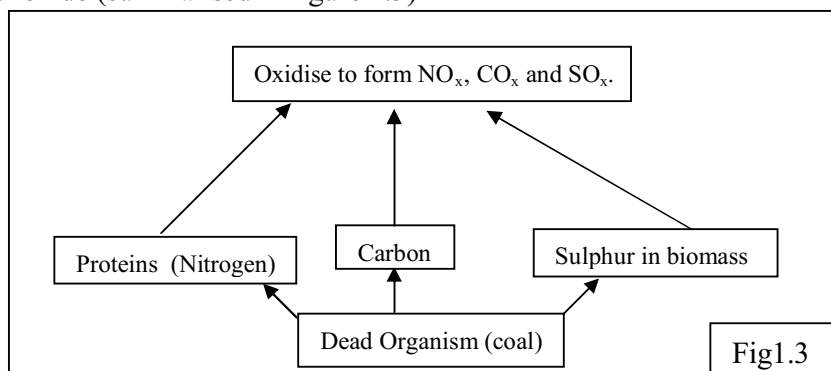 Oxidise to form NOₓ, COₓ and SOₓ.
Proteins (Nitrogen)
Carbon
Sulphur in biomass
Dead Organism (coal)
Fig1.3